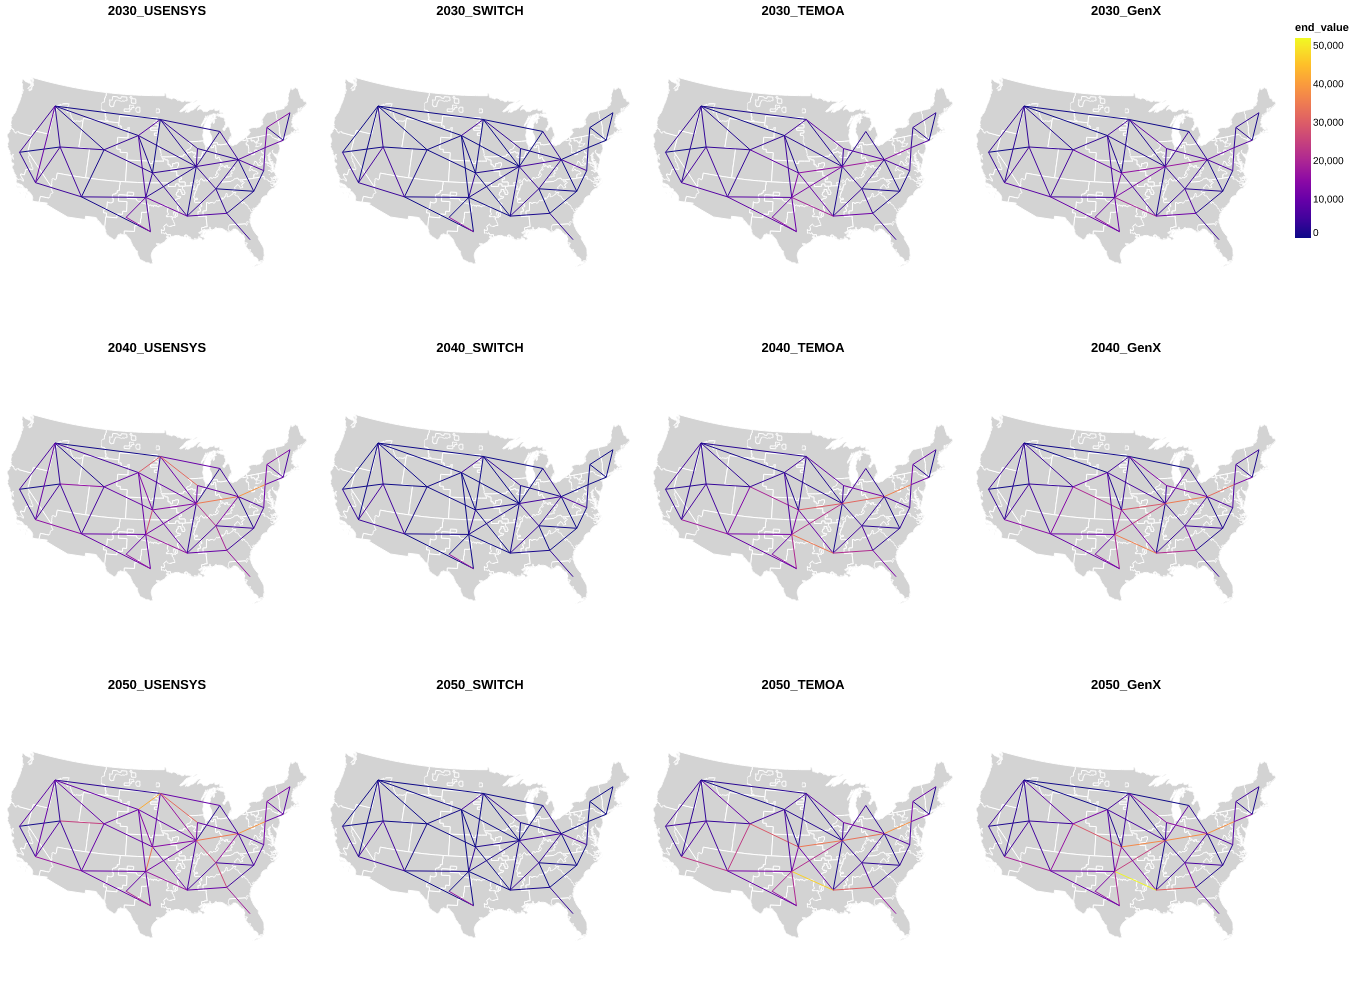 2030_USENSYS
2030_SWITCH
2030_TEMOA
2030_GenX
end_value
50,000
40,000
30,000
20,000
10,000
0
2040_USENSYS
2040_SWITCH
2040_TEMOA
2040_GenX
2050_USENSYS
2050_SWITCH
2050_TEMOA
2050_GenX